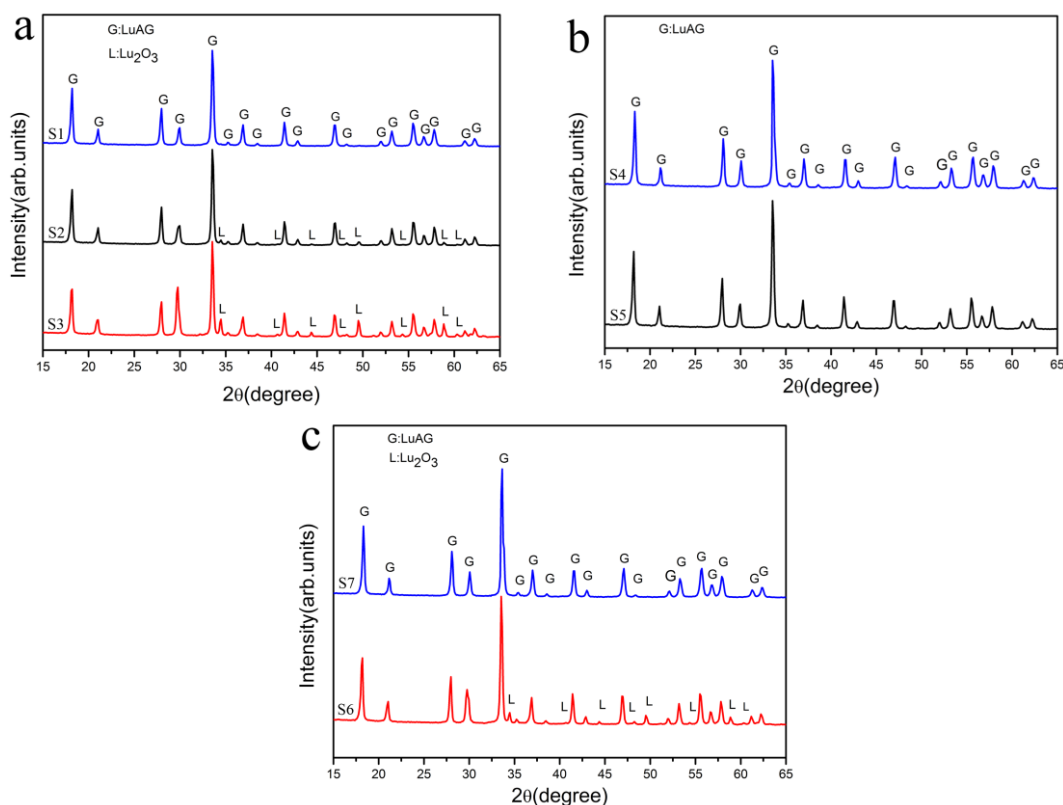 a
G:LuAG
L:Lu2O3
G
G G G G G G G G G G G G G G G G G
S1
S2
L L L L L L L
S3
L L L L L L L L
Intensity(arb.units)
15 20 25 30 35 40 45 50 55 60 65
2θ(degree)
b
G:LuAG
G
G G G G G G G G G G G G G G G G G
S4
S5
Intensity(arb.units)
15 20 25 30 35 40 45 50 55 60 65
2θ(degree)
c
G:LuAG
L:Lu2O3
G
G G G G G G G G G G G G G G G G G
S7
S6
L L L L L L L L
Intensity(arb.units)
15 20 25 30 35 40 45 50 55 60 65
2θ(degree)